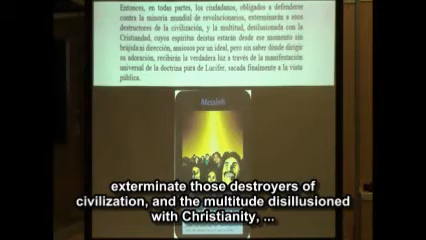 Entonces, en todas partes, los ciudadanos, obligados a defenderse
contra la minoría mundial de revolucionarios, exterminarán a esos
destructores de la civilización, y la multitud, desilusionada con la
Cristiandad, cuyos espíritus deístas estarán desde ese momento sin
brújula ni dirección, ansiosos por un ideal, pero sin saber dónde dirigir
su adoración, recibirán la verdadera luz a través de la manifestación
universal de la doctrina pura de Lucifer, sacada finalmente a la vista
pública.
Messiah
exterminate those destroyers of
civilization, and the multitude disillusioned
with Christianity, ...